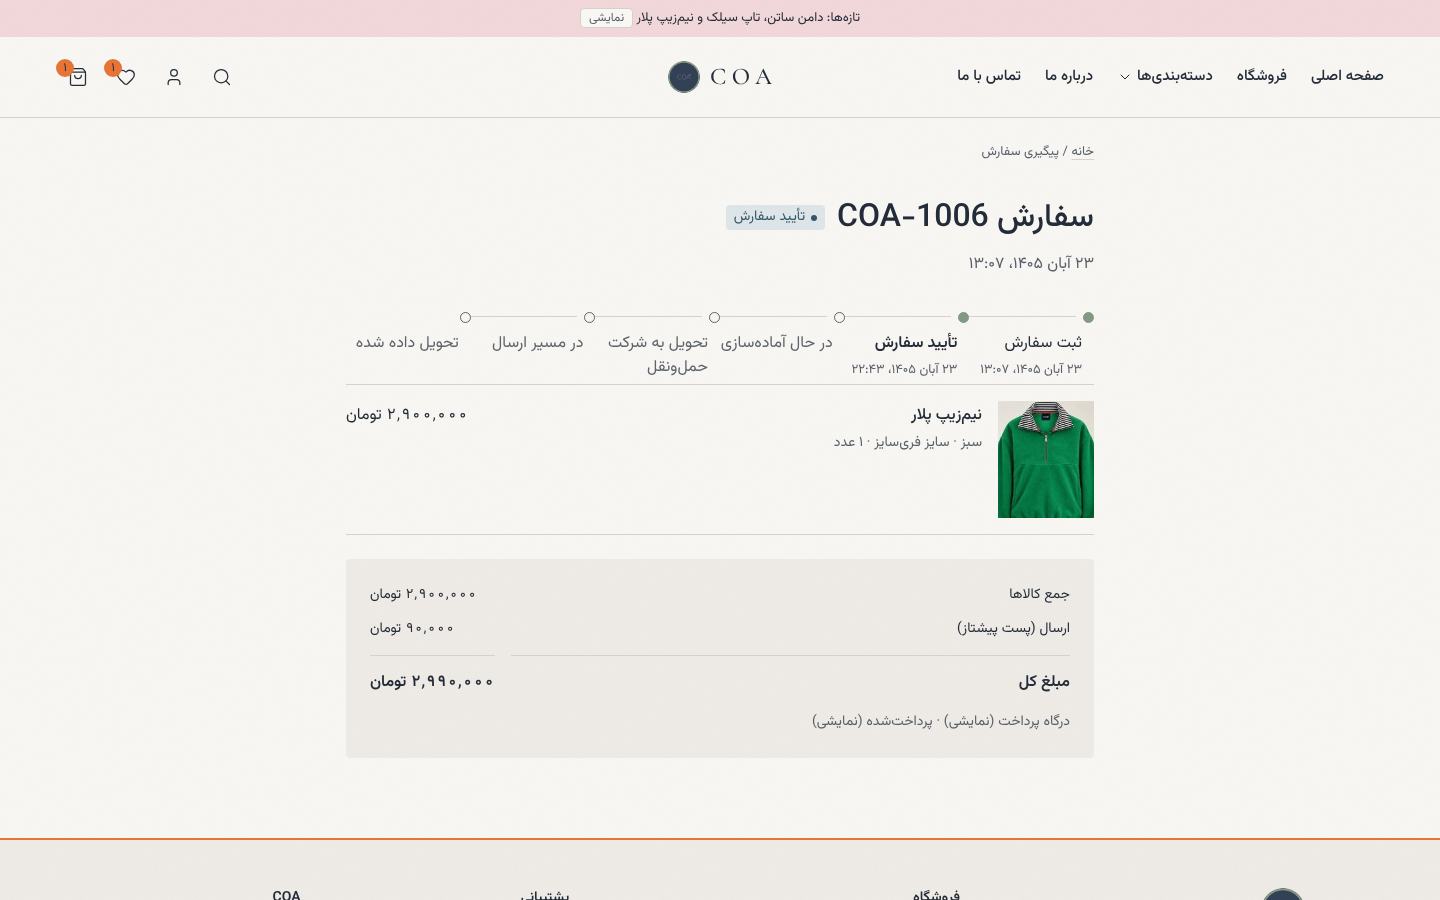 تازه‌ها: دامن ساتن، تاپ سیلک و نیم‌زیپ پلار نمایشی
صفحه اصلی فروشگاه دسته‌بندی‌ها درباره ما تماس با ما
COA
۱ ۱
خانه / پیگیری سفارش
سفارش COA-1006 تأیید سفارش
۲۳ آبان ۱۴۰۵، ۱۳:۰۷
ثبت سفارش
۲۳ آبان ۱۴۰۵، ۱۳:۰۷
تأیید سفارش
۲۳ آبان ۱۴۰۵، ۲۲:۴۳
در حال آماده‌سازی
تحویل به شرکت
حمل‌ونقل
در مسیر ارسال
تحویل داده شده
نیم‌زیپ پلار ۲,۹۰۰,۰۰۰ تومان
سبز · سایز فری‌سایز · ۱ عدد
جمع کالاها ۲,۹۰۰,۰۰۰ تومان
ارسال (پست پیشتاز) ۹۰,۰۰۰ تومان
مبلغ کل ۲,۹۹۰,۰۰۰ تومان
درگاه پرداخت (نمایشی) · پرداخت‌شده (نمایشی)
فروشگاه پشتیبانی COA